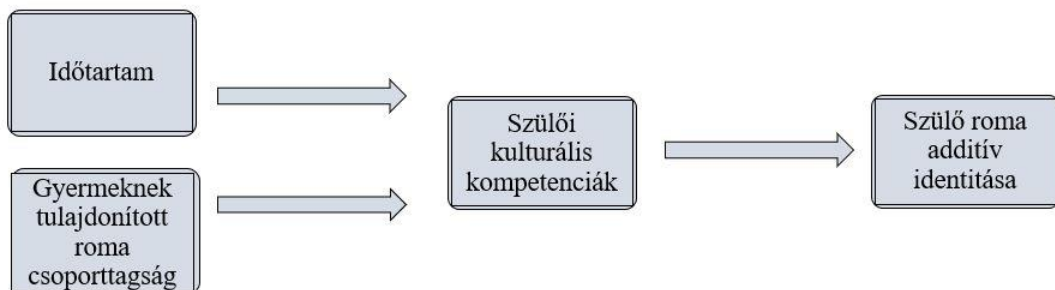 Időtartam
Gyermeknek
tulajdonított
roma
csoporttagság
Szülői
kulturális
kompetenciák
Szülő roma
additív
identitása